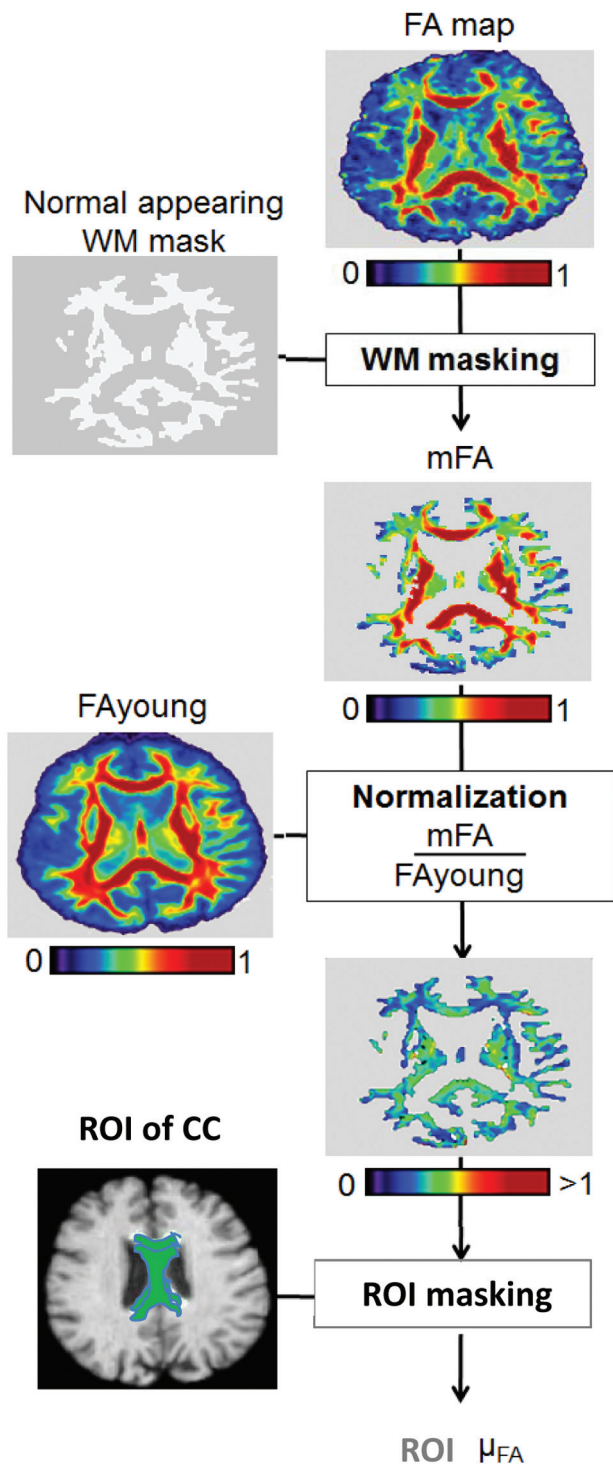 FA map
Normal appearing
WM mask
0 1
WM masking
mFA
0 1
FAyoung
Normalization
mFA
FAyoung
0 1
ROI of CC
0 >1
ROI masking
ROI μFA